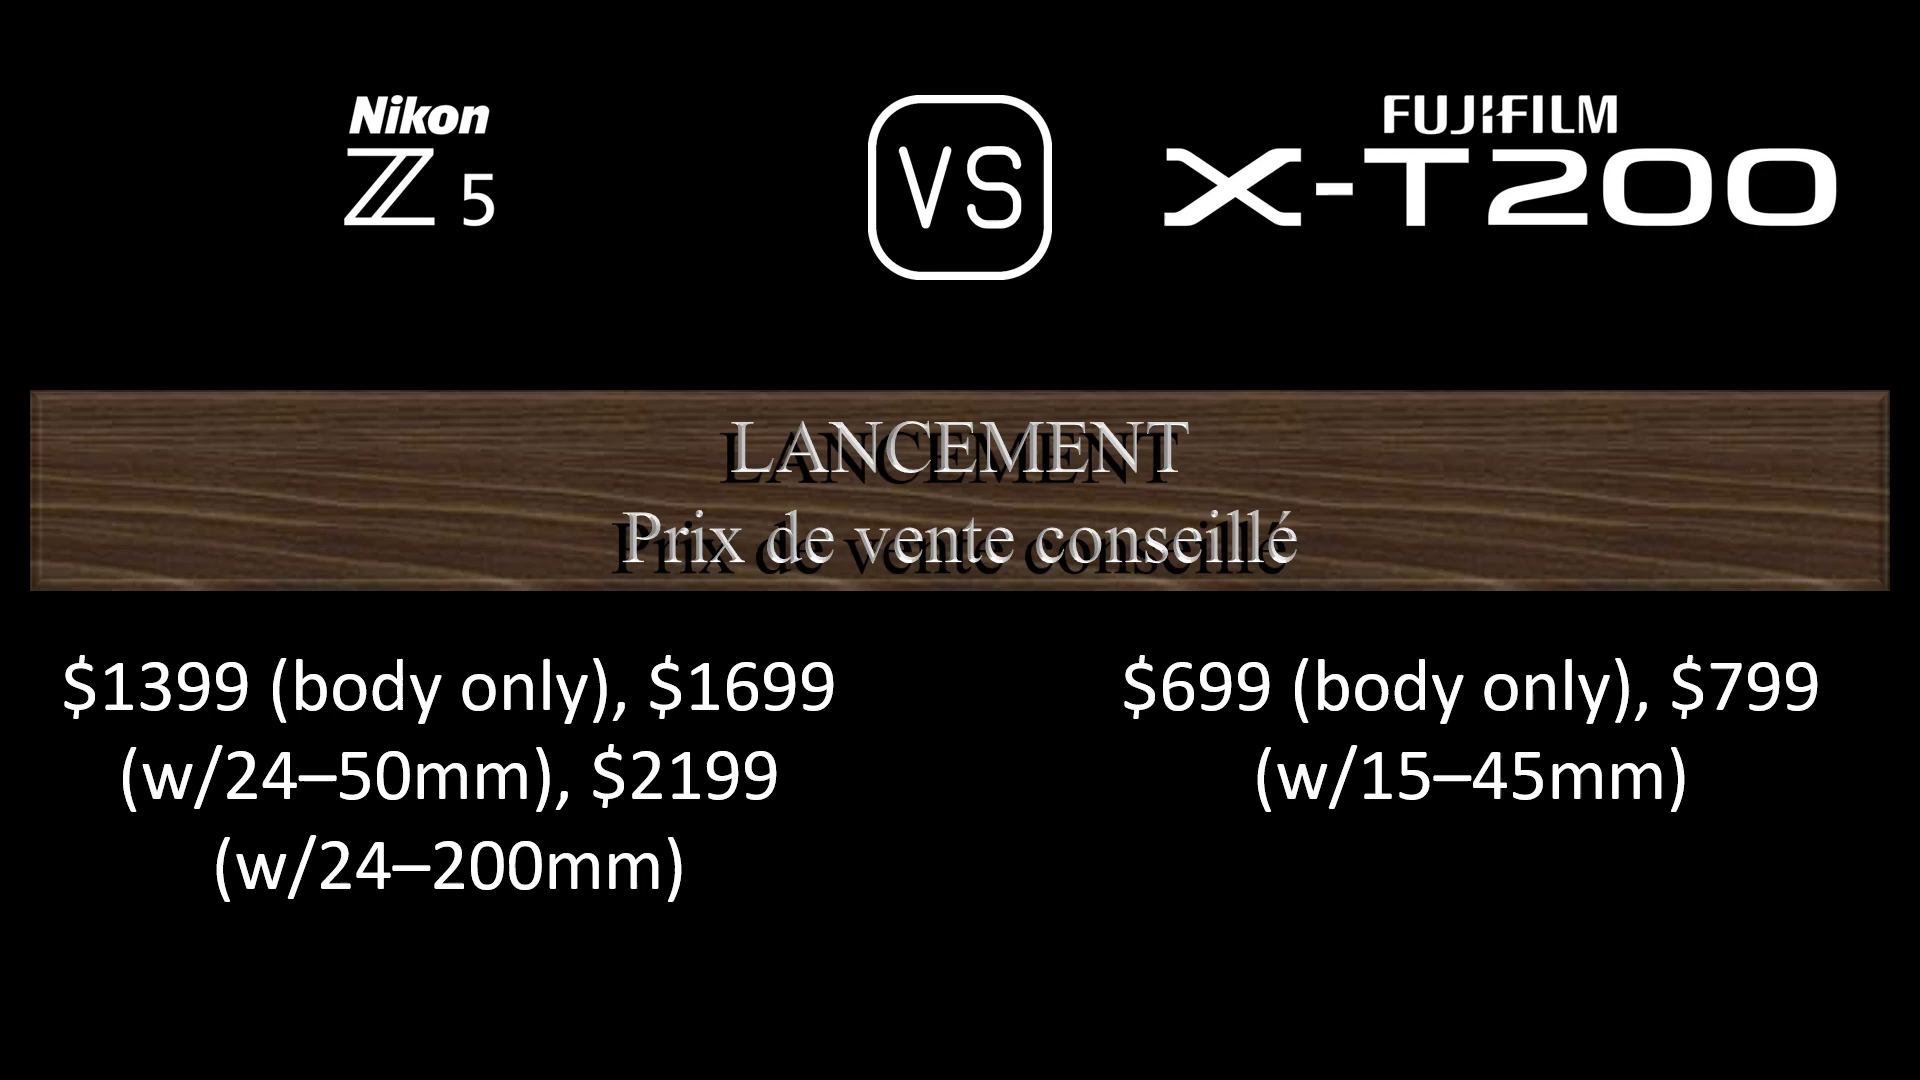 Nikon
Z 5
VS
FUJIFILM
X-T200
LANCEMENT
Prix de vente conseillé
$1399 (body only), $1699
(w/24–50mm), $2199
(w/24–200mm)
$699 (body only), $799
(w/15–45mm)